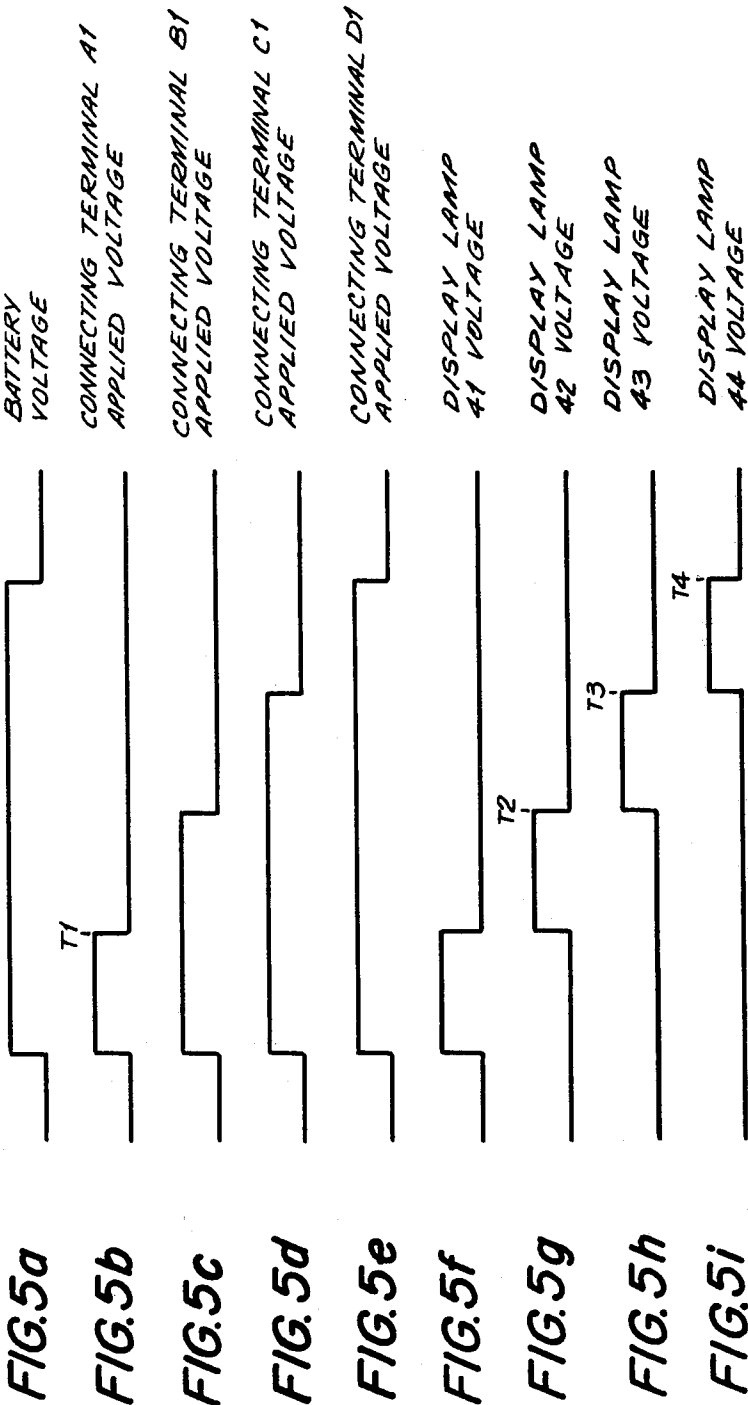 FIG.5a
BATTERY
VOLTAGE
FIG.5b
T1
CONNECTING TERMINAL A1
APPLIED VOLTAGE
FIG.5c
CONNECTING TERMINAL B1
APPLIED VOLTAGE
FIG.5d
CONNECTING TERMINAL C1
APPLIED VOLTAGE
FIG.5e
CONNECTING TERMINAL D1
APPLIED VOLTAGE
FIG.5f
DISPLAY LAMP
41 VOLTAGE
FIG.5g
T2
DISPLAY LAMP
42 VOLTAGE
FIG.5h
T3
DISPLAY LAMP
43 VOLTAGE
FIG.5i
T4
DISPLAY LAMP
44 VOLTAGE